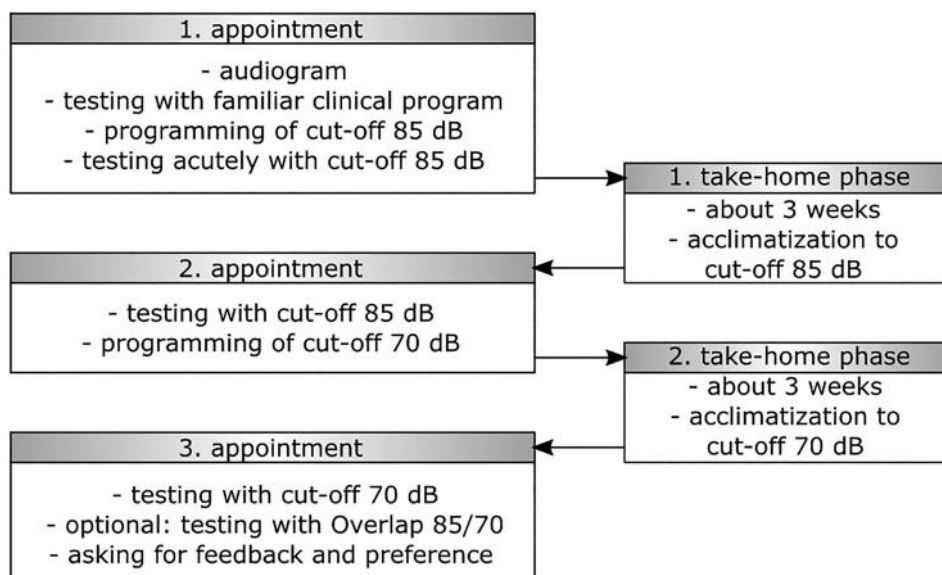 1. appointment
- audiogram
- testing with familiar clinical program
- programming of cut-off 85 dB
- testing acutely with cut-off 85 dB
1. take-home phase
- about 3 weeks
- acclimatization to
cut-off 85 dB
2. appointment
- testing with cut-off 85 dB
- programming of cut-off 70 dB
2. take-home phase
- about 3 weeks
- acclimatization to
cut-off 70 dB
3. appointment
- testing with cut-off 70 dB
- optional: testing with Overlap 85/70
- asking for feedback and preference